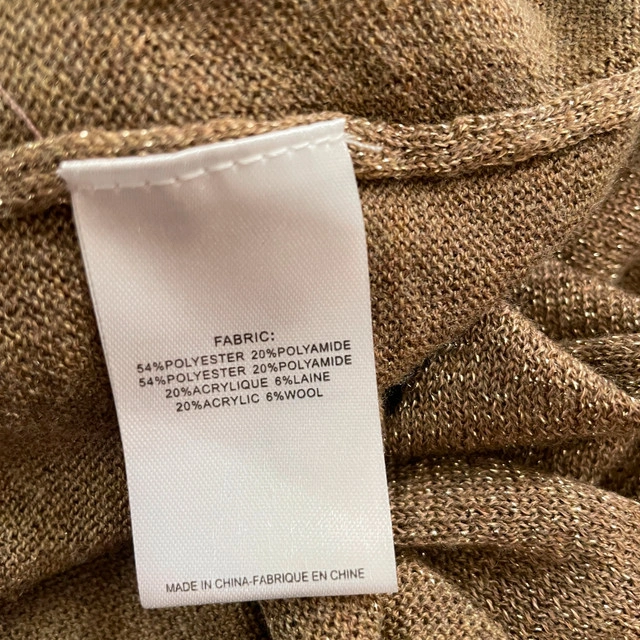 FABRIC:
54%POLYESTER 20%POLYAMIDE
54%POLYESTER 20%POLYAMIDE
20%ACRYLIQUE 6%LAINE
20%ACRYLIC 6%WOOL
MADE IN CHINA-FABRIQUE EN CHINE